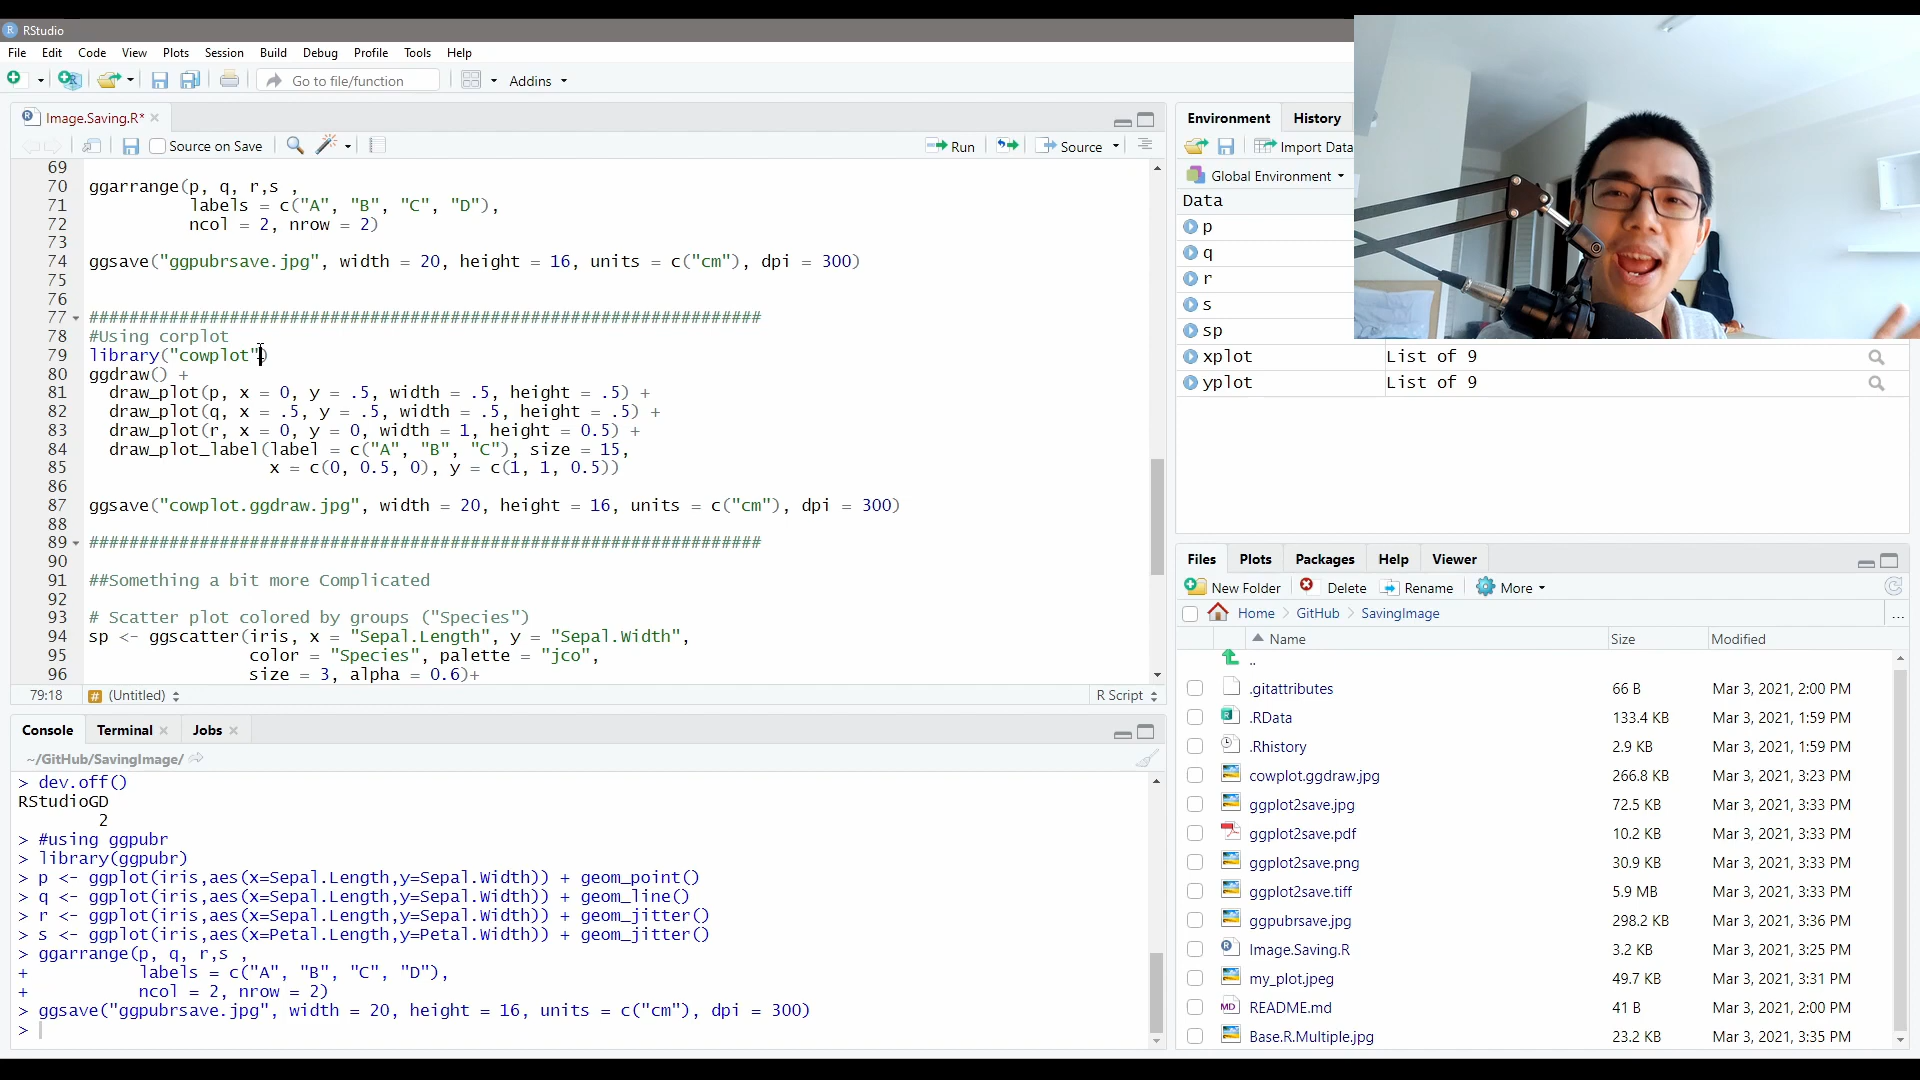 RStudio
File Edit Code View Plots Session Build Debug Profile Tools Help
Go to file/function Addins
Image.Saving.R*
Source on Save Run Source
69
70 ggarrange(p, q, r,s ,
71 labels = c("A", "B", "C", "D"),
72 ncol = 2, nrow = 2)
73
74 ggsave("ggpubrsave.jpg", width = 20, height = 16, units = c("cm"), dpi = 300)
75
76
77 ###################################################################
78 #Using corplot
79 library("cowplot")
80 ggdraw() +
81 draw_plot(p, x = 0, y = .5, width = .5, height = .5) +
82 draw_plot(q, x = .5, y = .5, width = .5, height = .5) +
83 draw_plot(r, x = 0, y = 0, width = 1, height = 0.5) +
84 draw_plot_label(label = c("A", "B", "C"), size = 15,
85 x = c(0, 0.5, 0), y = c(1, 1, 0.5))
86
87 ggsave("cowplot.ggdraw.jpg", width = 20, height = 16, units = c("cm"), dpi = 300)
88
89 ###################################################################
90
91 ##Something a bit more Complicated
92
93 # Scatter plot colored by groups ("Species")
94 sp <- ggscatter(iris, x = "Sepal.Length", y = "Sepal.Width",
95 color = "Species", palette = "jco",
96 size = 3, alpha = 0.6)+
79:18 # (Untitled) R Script
Console Terminal Jobs
~/GitHub/SavingImage/
> dev.off()
RStudioGD
2
> #using ggpubr
> library(ggpubr)
> p <- ggplot(iris,aes(x=Sepal.Length,y=Sepal.Width)) + geom_point()
> q <- ggplot(iris,aes(x=Sepal.Length,y=Sepal.Width)) + geom_line()
> r <- ggplot(iris,aes(x=Sepal.Length,y=Sepal.Width)) + geom_jitter()
> s <- ggplot(iris,aes(x=Petal.Length,y=Petal.Width)) + geom_jitter()
> ggarrange(p, q, r,s ,
+ labels = c("A", "B", "C", "D"),
+ ncol = 2, nrow = 2)
> ggsave("ggpubrsave.jpg", width = 20, height = 16, units = c("cm"), dpi = 300)
>
Environment History
Import Data
Global Environment
Data
p
q
r
s
sp
xplot List of 9
yplot List of 9
Files Plots Packages Help Viewer
New Folder Delete Rename More
Home GitHub SavingImage ...
Name Size Modified
..
.gitattributes 66 B Mar 3, 2021, 2:00 PM
.RData 133.4 KB Mar 3, 2021, 1:59 PM
.Rhistory 2.9 KB Mar 3, 2021, 1:59 PM
cowplot.ggdraw.jpg 266.8 KB Mar 3, 2021, 3:23 PM
ggplot2save.jpg 72.5 KB Mar 3, 2021, 3:33 PM
ggplot2save.pdf 10.2 KB Mar 3, 2021, 3:33 PM
ggplot2save.png 30.9 KB Mar 3, 2021, 3:33 PM
ggplot2save.tiff 5.9 MB Mar 3, 2021, 3:33 PM
ggpubrsave.jpg 298.2 KB Mar 3, 2021, 3:36 PM
Image.Saving.R 3.2 KB Mar 3, 2021, 3:25 PM
my_plot.jpeg 49.7 KB Mar 3, 2021, 3:31 PM
README.md 41 B Mar 3, 2021, 2:00 PM
Base.R.Multiple.jpg 23.2 KB Mar 3, 2021, 3:35 PM